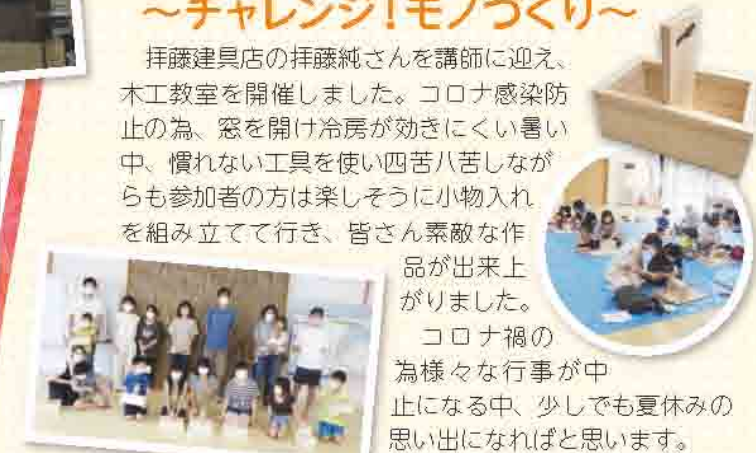 ～チャレンジ！モノづくり～
拝藤建具店の拝藤純さんを講師に迎え、
木工教室を開催しました。コロナ感染防
止の為、窓を開け冷房が効きにくい暑い
中、慣れない工具を使い四苦八苦しなが
らも参加者の方は楽しそうに小物入れ
を組み立てて行き、皆さん素敵な作
品が出来上
がりました。
コロナ禍の
為様々な行事が中
止になる中、少しでも夏休みの
思い出になればと思います。